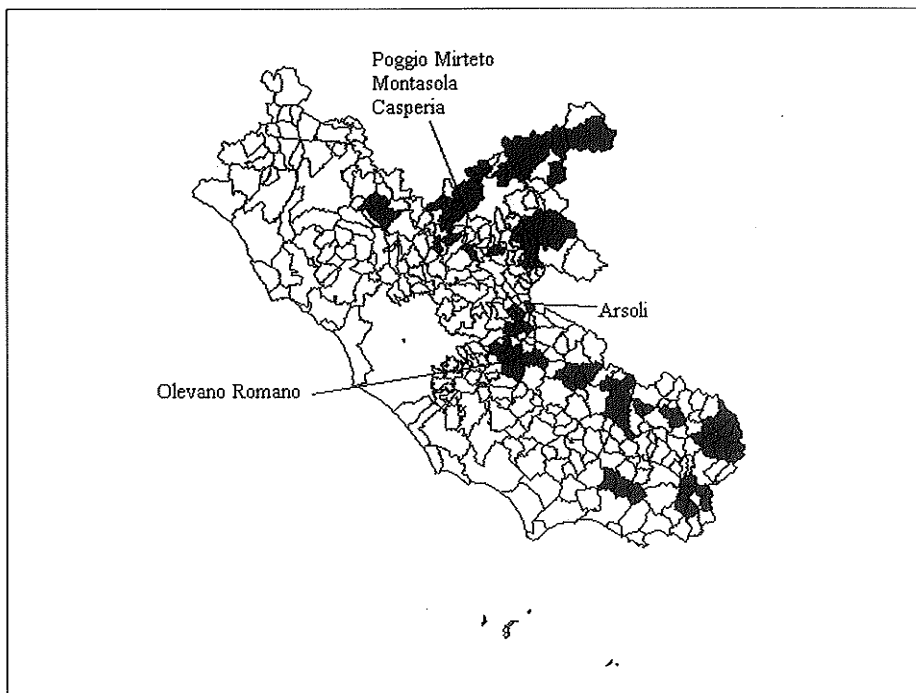 Poggio Mirteto
Montasola
Casperia
Arsoli
Olevano Romano